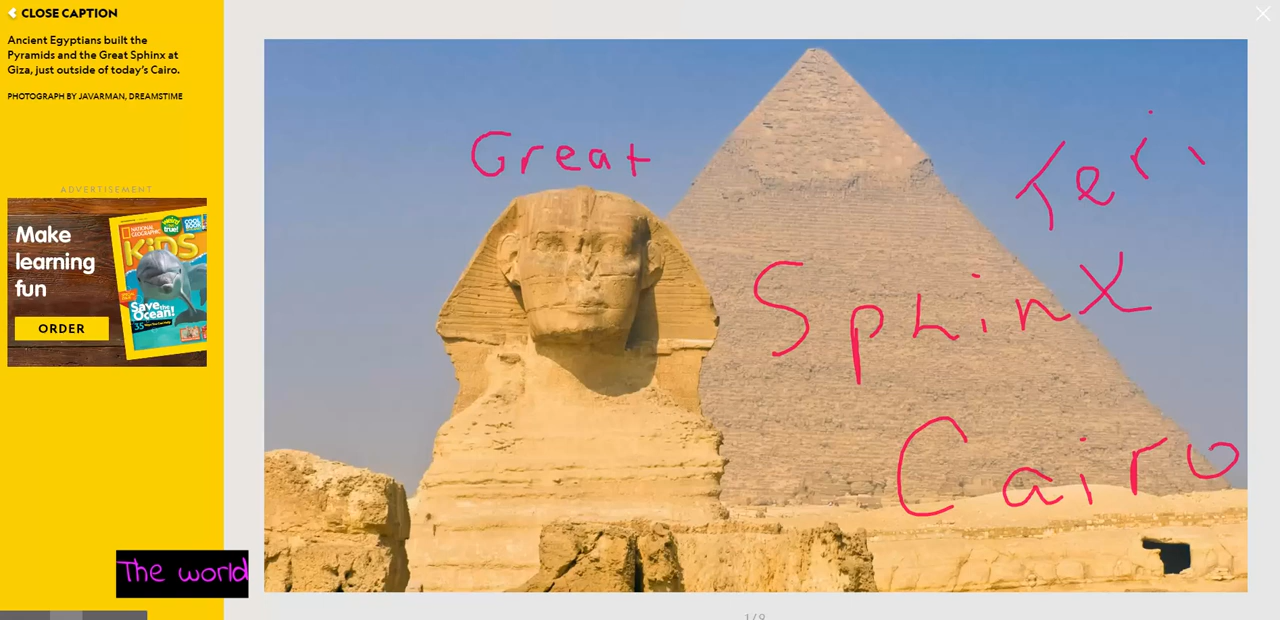 CLOSE CAPTION
Ancient Egyptians built the
Pyramids and the Great Sphinx at
Giza, just outside of today's Cairo.
PHOTOGRAPH BY JAVARMAN, DREAMSTIME
ADVERTISEMENT
Make
learning
fun
ORDER
NATIONAL GEOGRAPHIC
KiDS
Save the
Ocean!
35
The world
Great
Teri
Sphinx
Cairo